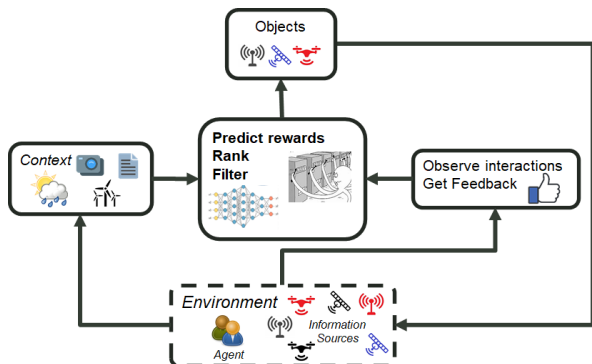 Objects
Predict rewards
Rank
Filter
Context
Observe interactions
Get Feedback
Environment
Information
Sources
Agent